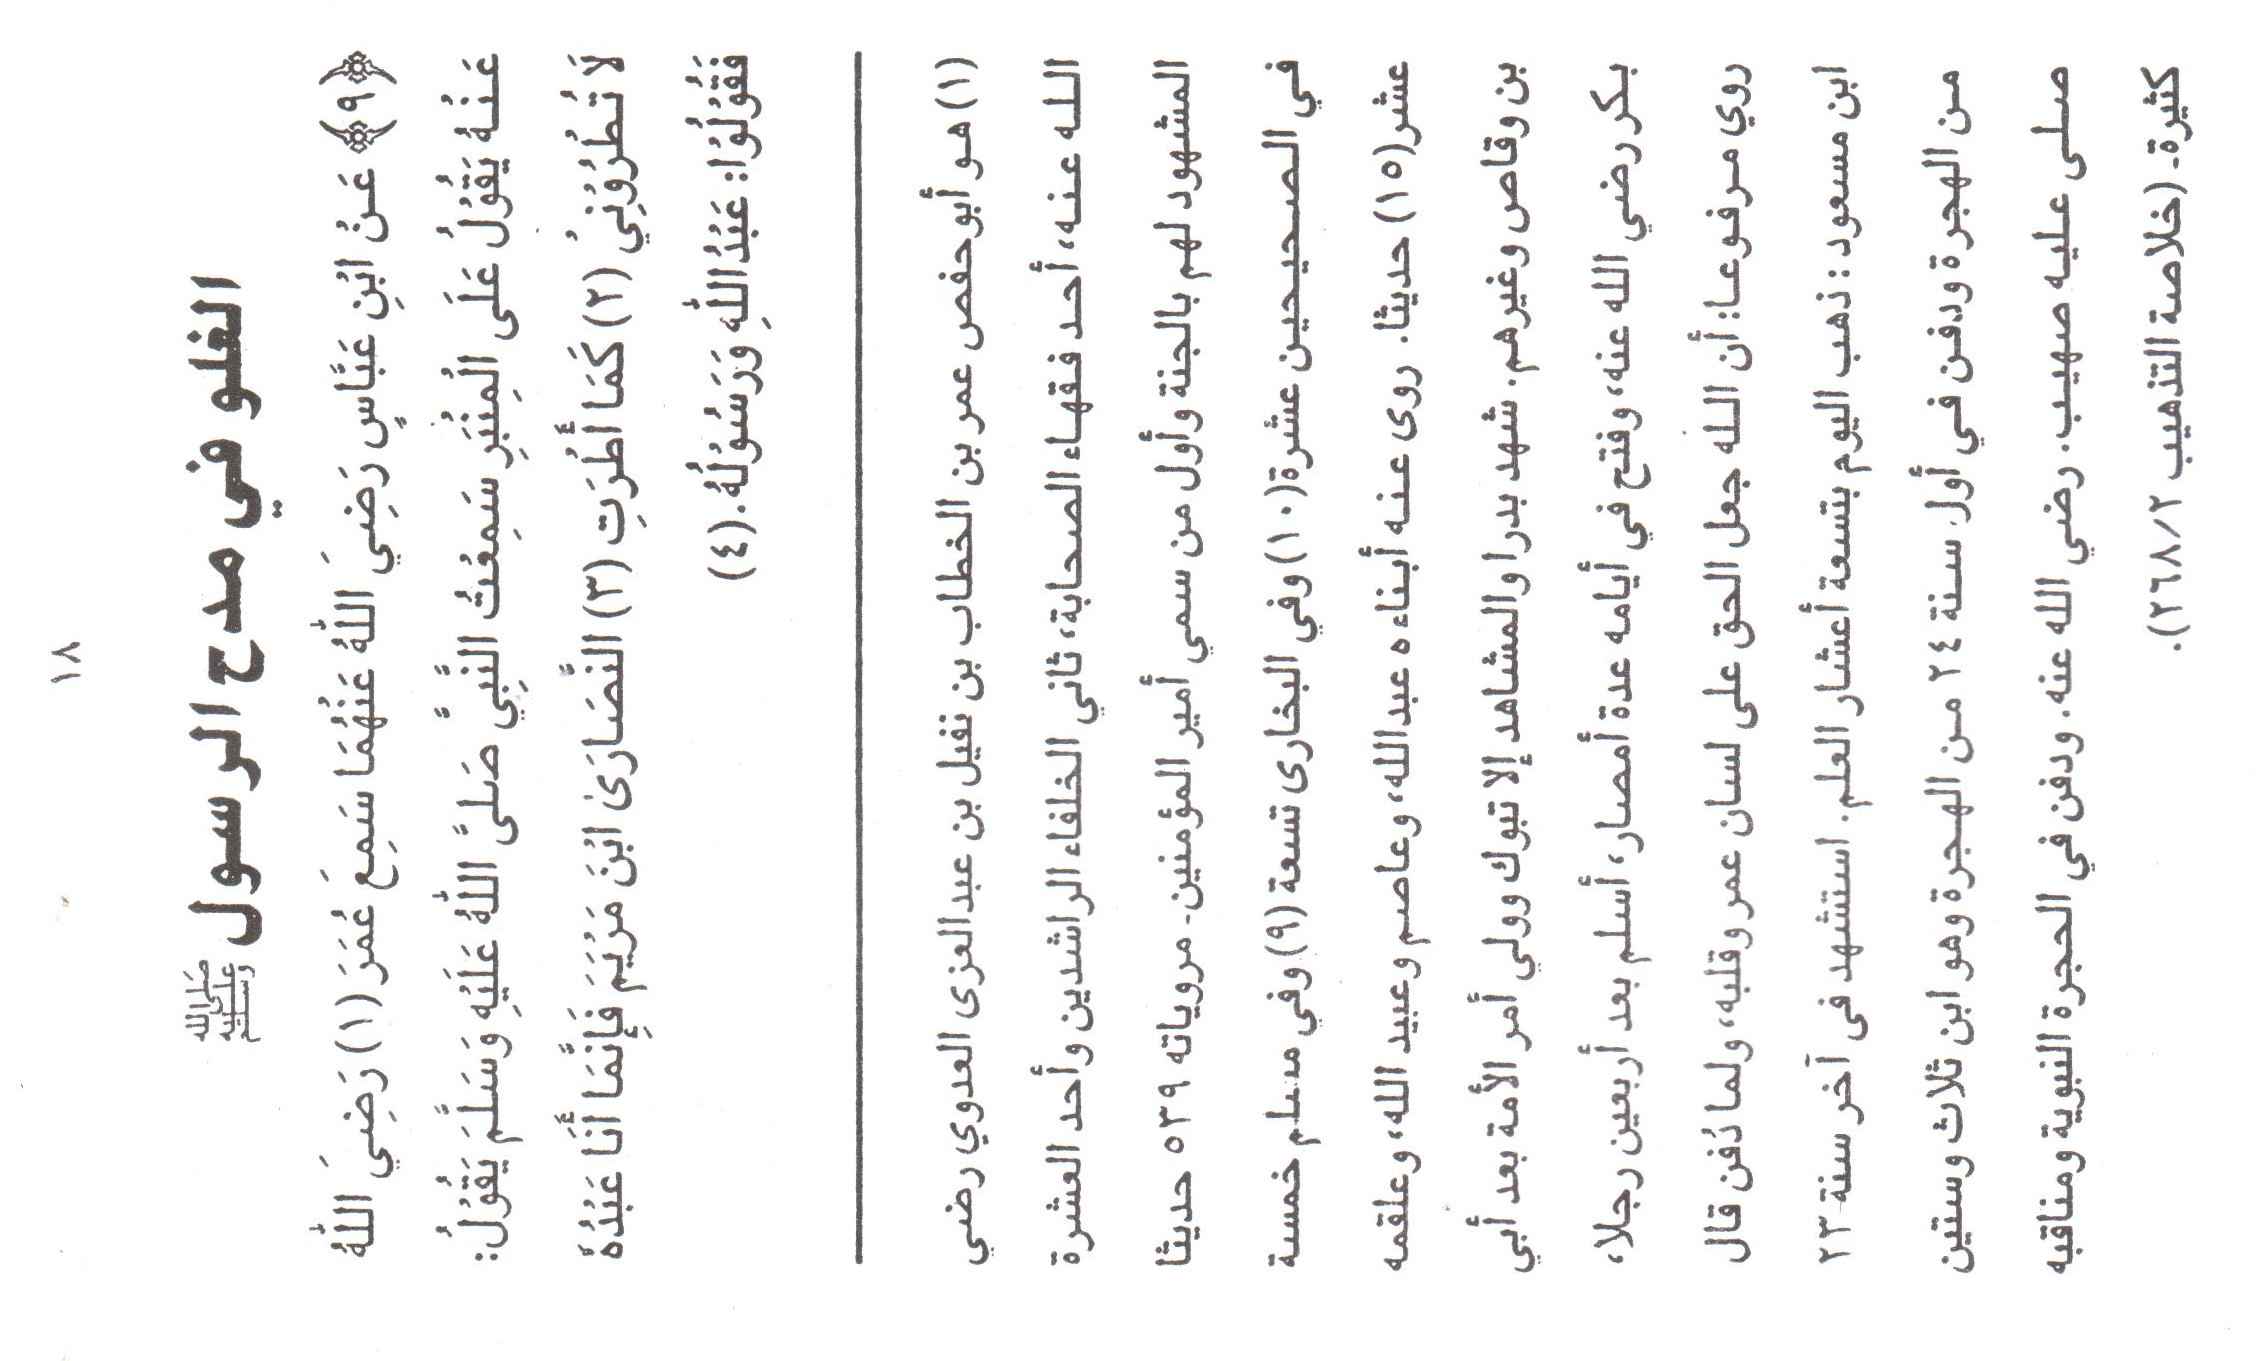 ١٨
الغلو في مدح الرسول ﷺ
﴿٩﴾ عَنُ ابُنِ عَبَّاسٍ رَضِيَ اللّٰهُ عَنُهُمَا سَمِعَ عُمَرَ (١) رَضِيَ اللّٰهُ
عَنُهُ يَقُوُلُ عَلَى الُمِنُبَرِ سَمِعُتُ النَّبِيَّ صَلىَّ اللّٰهُ عَلَيُهِ وَسَلَّمَ يَقُوُلُ:
لَا تُطُرُوُنِيُ (٢) كَمَا أَطُرَتِ (٣) النَّصَارَىٰ ابُنَ مَرُيَمَ فَإِنَّمَا أَنَا عَبُدُهٗ
فَقُوُلُوُا: عَبُدُاللّٰهِ وَرَسُوُلُهُ.(٤)
(١) هو أبوحفص عمر بن الخطاب بن نفيل بن عبدالعزى العدوي رضي
الله عنه، أحد فقهاء الصحابة، ثاني الخلفاء الراشدين وأحد العشرة
المشهود لهم بالجنة وأول من سمي أمير المؤمنين۔ مروياته ٥٣٩ حديثا
في الصحيحين عشرة(١٠) وفي البخارى تسعة (٩) وفي مسلم خمسة
عشر(١٥) حديثا. روى عنه أبناء ه عبدالله، وعاصم وعبيد الله، وعلقمه
بن وقاص وغيرهم. شهد بدرا والمشاهد إلا تبوك وولي أمر الأمة بعد أبي
بكر رضي الله عنه، وفتح في أيامه عدة أمصار، أسلم بعد أربعين رجلا،
روي مرفوعا: أن الله جعل الحق على لسان عمر وقلبه، ولما دُفن قال
ابن مسعود : ذهب اليوم بتسعة أعشار العلم. استشهد فى آخر سنة ٢٣
من الهجرة ودفن في أول سنة ٢٤ من الهجرة وهو ابن ثلاث وستين
صلى عليه صهيب. رضي الله عنه. ودفن في الحجرة النبوية ومناقبه
كثيرة۔ (خلاصة التذهيب ٢/٢٦٨).